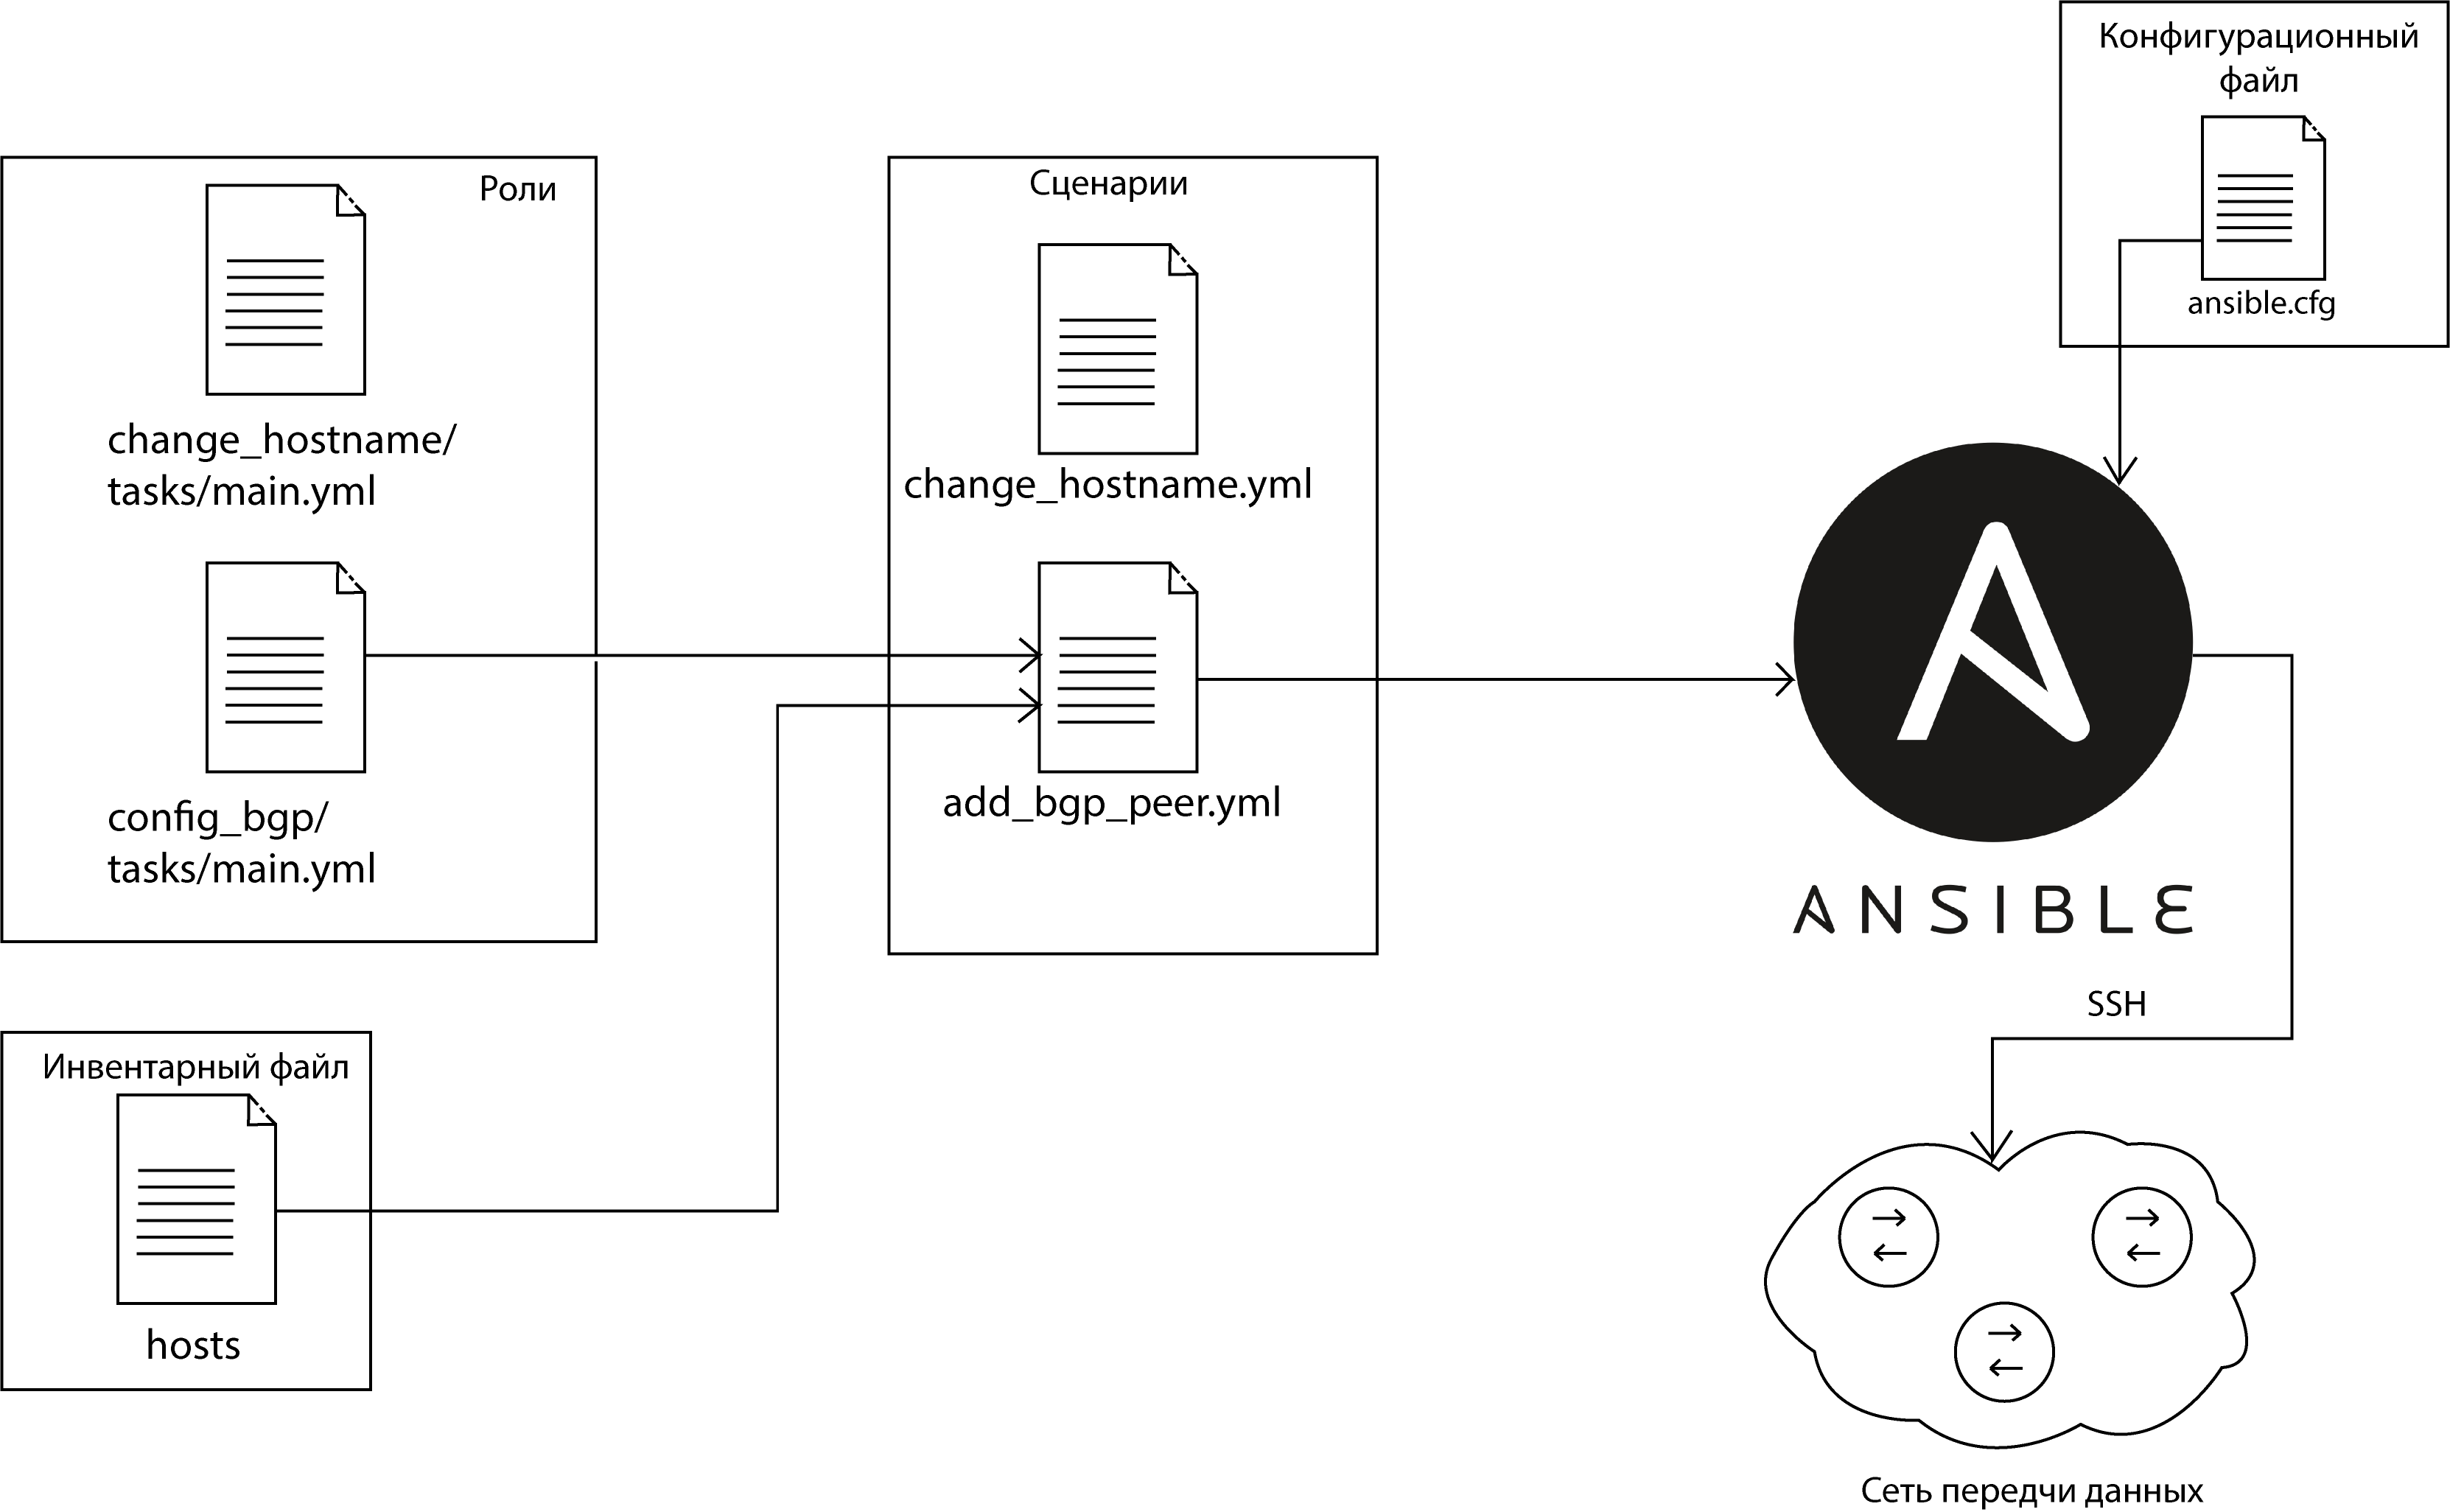 Роли
change_hostname/
tasks/main.yml
config_bgp/
tasks/main.yml
Инвентарный файл
hosts
Сценарии
change_hostname.yml
add_bgp_peer.yml
Конфигурационный
файл
ansible.cfg
ANSIBLE
SSH
Сеть передчи данных